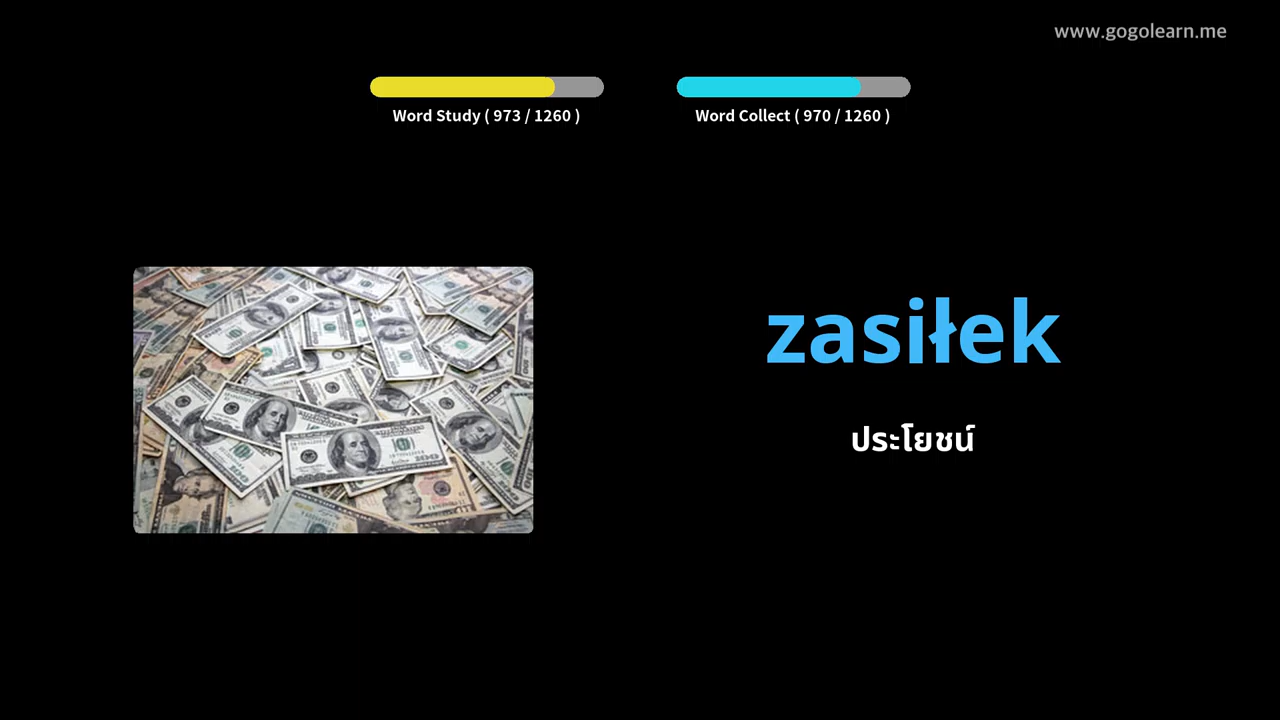 www.gogolearn.me
Word Study ( 973 / 1260 )
Word Collect ( 970 / 1260 )
zasiłek
ประโยชน์